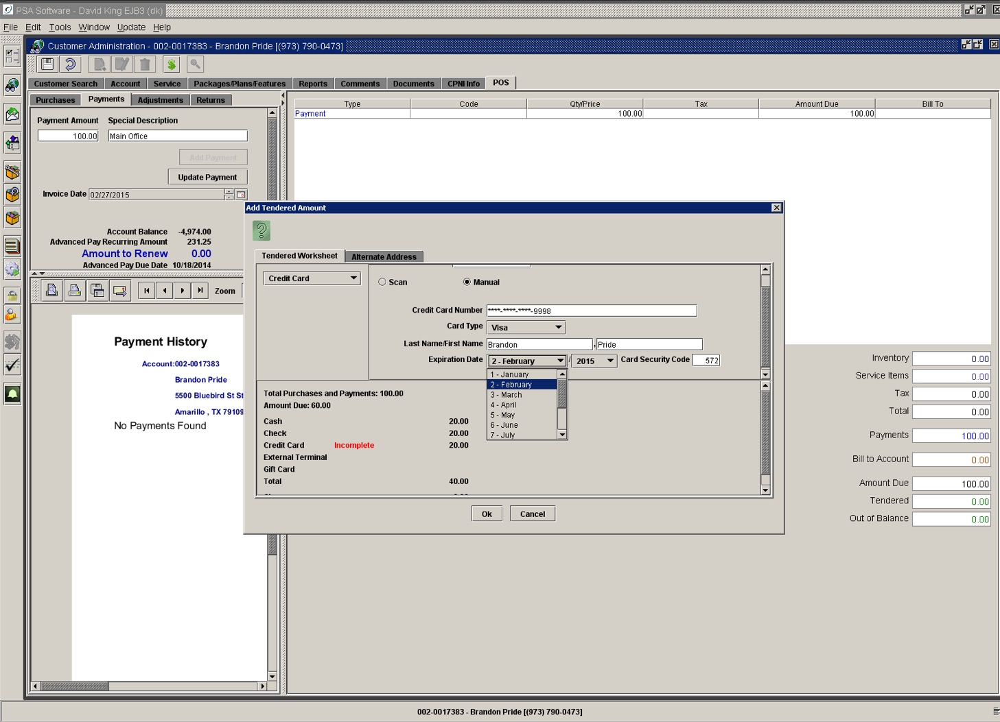 PSA Software - David King EJB3 (dk)
File Edit Tools Window Update Help
Customer Administration - 002-0017383 - Brandon Pride [(973) 790-0473]
Customer Search Account Service Packages/Plans/Features Reports Comments Documents CPNI Info POS
Purchases Payments Adjustments Returns
Type Code Qty/Price Tax Amount Due Bill To
Payment 100.00 100.00
Payment Amount Special Description
100.00 Main Office
Add Payment
Update Payment
Invoice Date 02/27/2015
Account Balance -4,974.00
Advanced Pay Recurring Amount 231.25
Amount to Renew 0.00
Advanced Pay Due Date 10/18/2014
Zoom
Payment History
Account:002-0017383
Brandon Pride
5500 Bluebird St St
Amarillo , TX 79109
No Payments Found
Add Tendered Amount
Tendered Worksheet Alternate Address
Credit Card
Scan Manual
Credit Card Number ****-****-****-9998
Card Type Visa
Last Name/First Name Brandon , Pride
Expiration Date 2 - February / 2015 Card Security Code 572
1 - January
2 - February
3 - March
4 - April
5 - May
6 - June
7 - July
Total Purchases and Payments: 100.00
Amount Due: 60.00
Cash 20.00
Check 20.00
Credit Card Incomplete 20.00
External Terminal
Gift Card
Total 40.00
Ok Cancel
Inventory 0.00
Service Items 0.00
Tax 0.00
Total 0.00
Payments 100.00
Bill to Account 0.00
Amount Due 100.00
Tendered 0.00
Out of Balance 0.00
002-0017383 - Brandon Pride [(973) 790-0473]